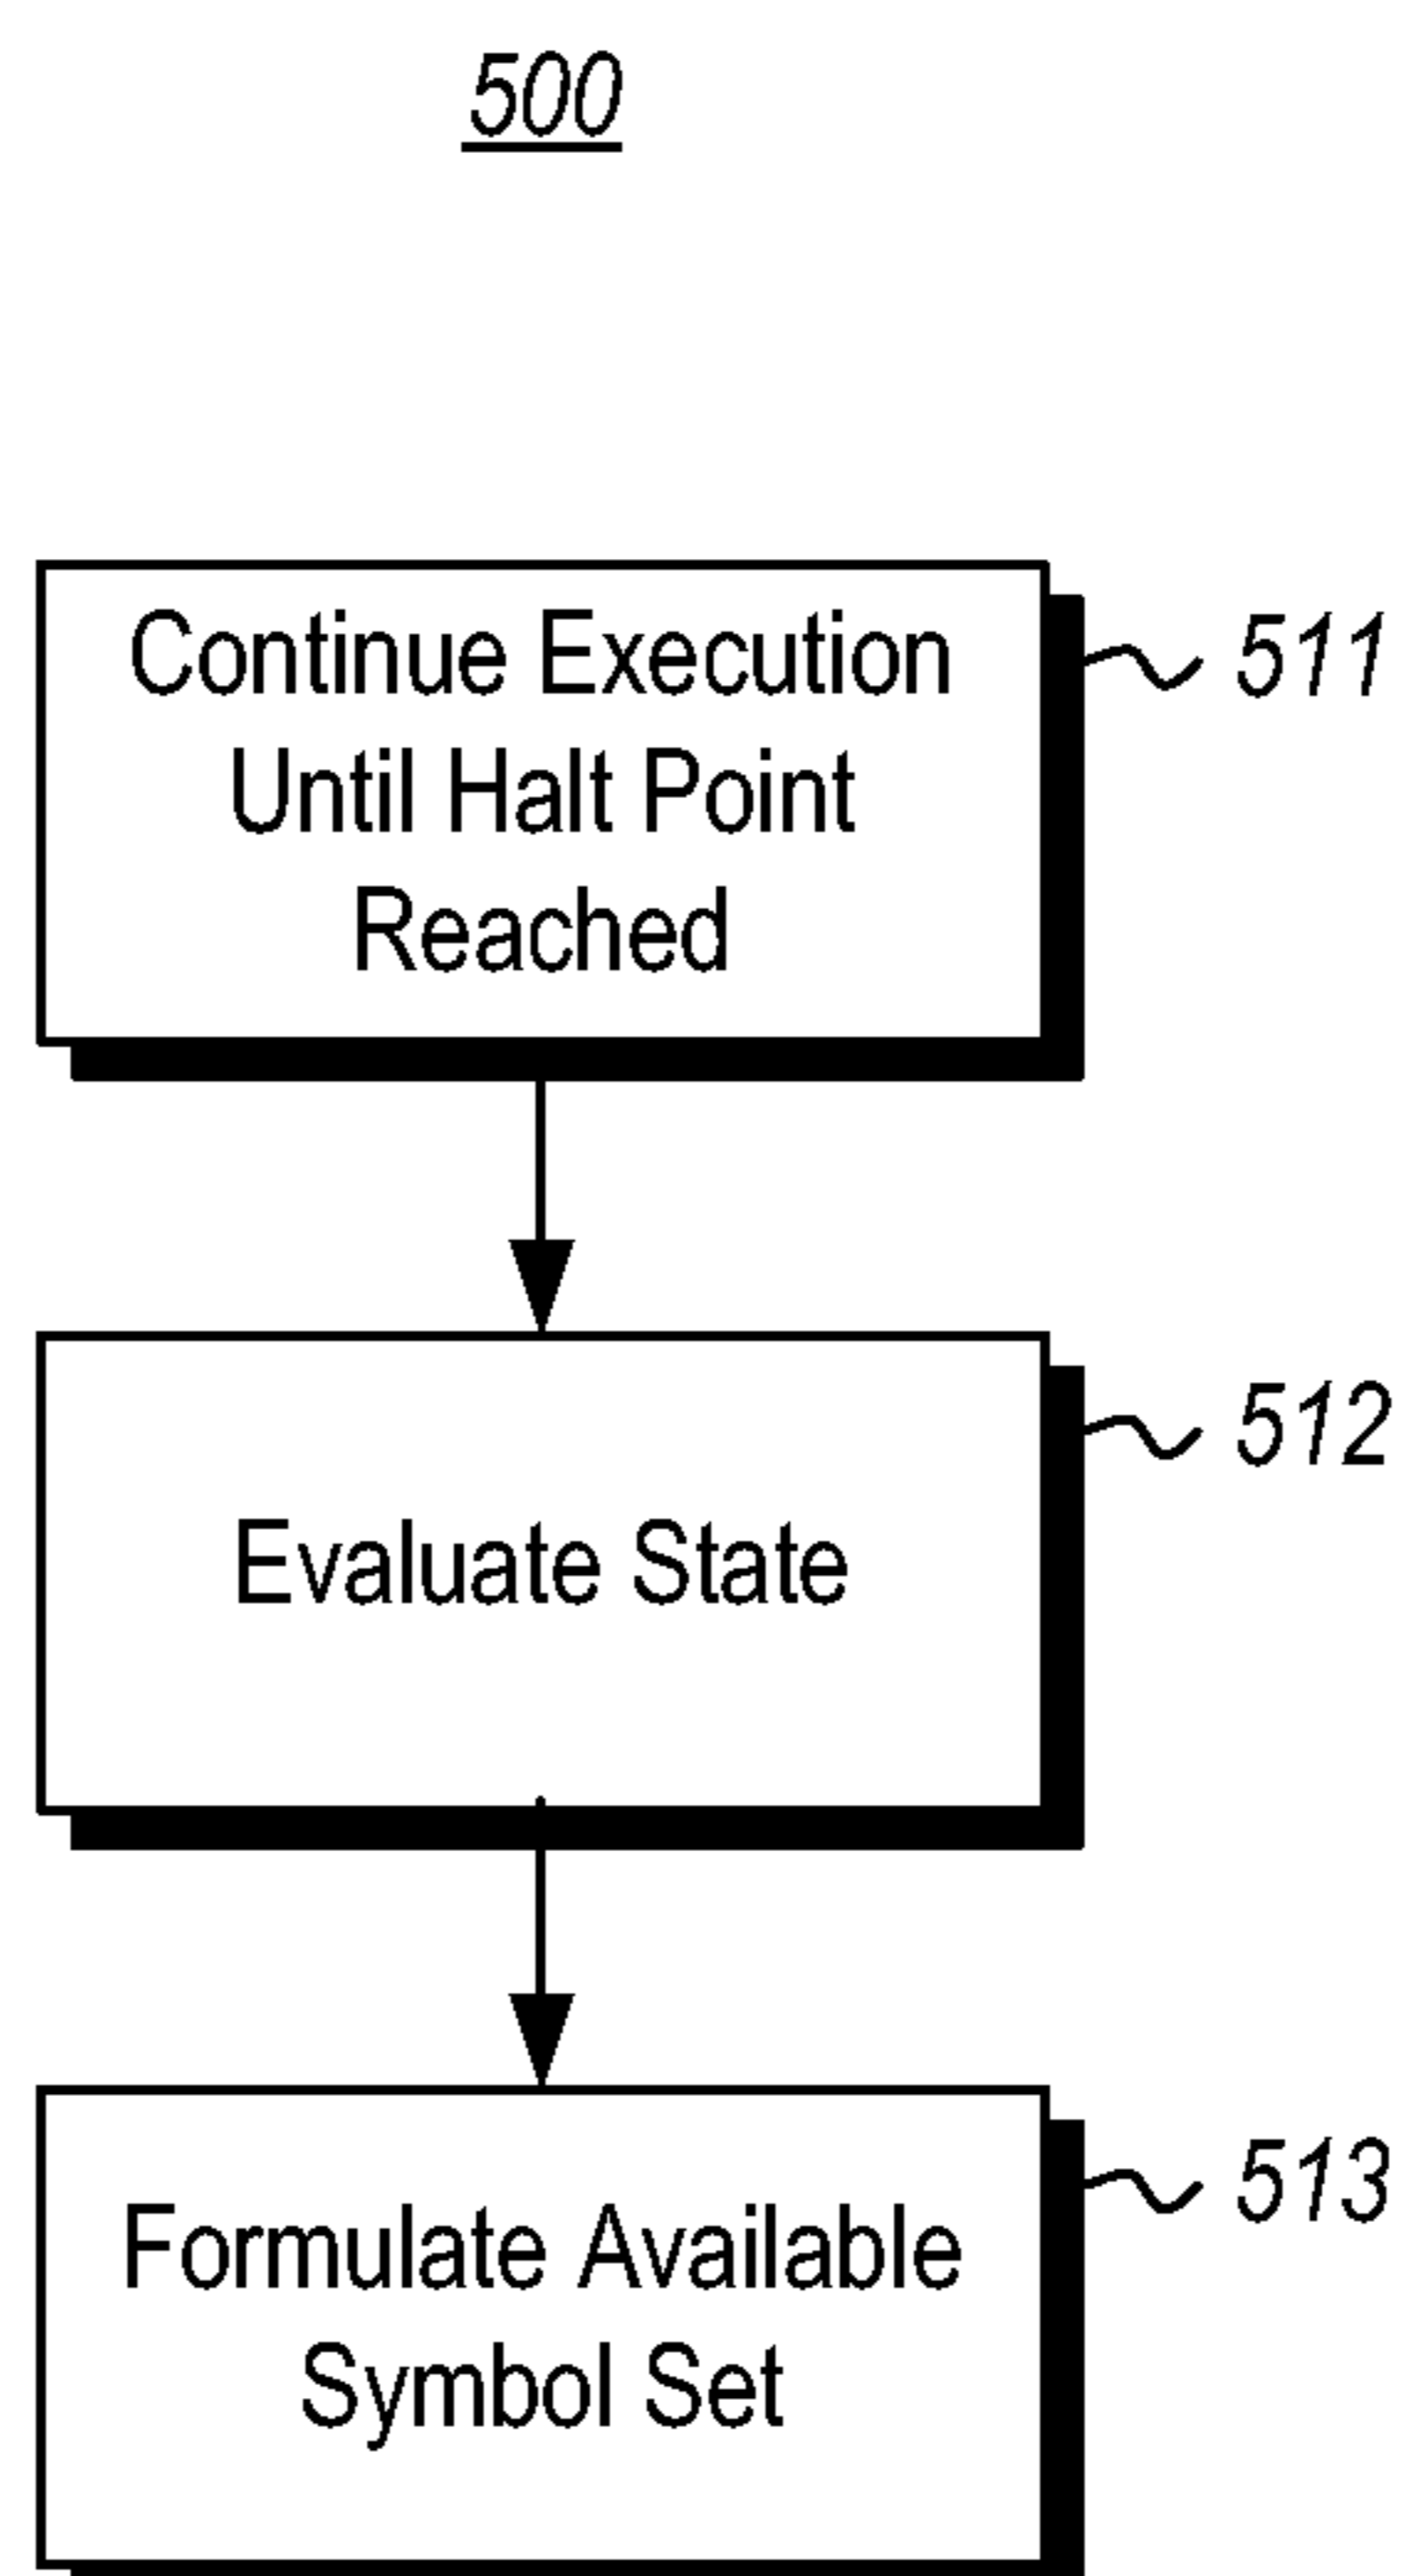 500
Continue Execution
Until Halt Point
Reached
511
Evaluate State
512
Formulate Available
Symbol Set
513